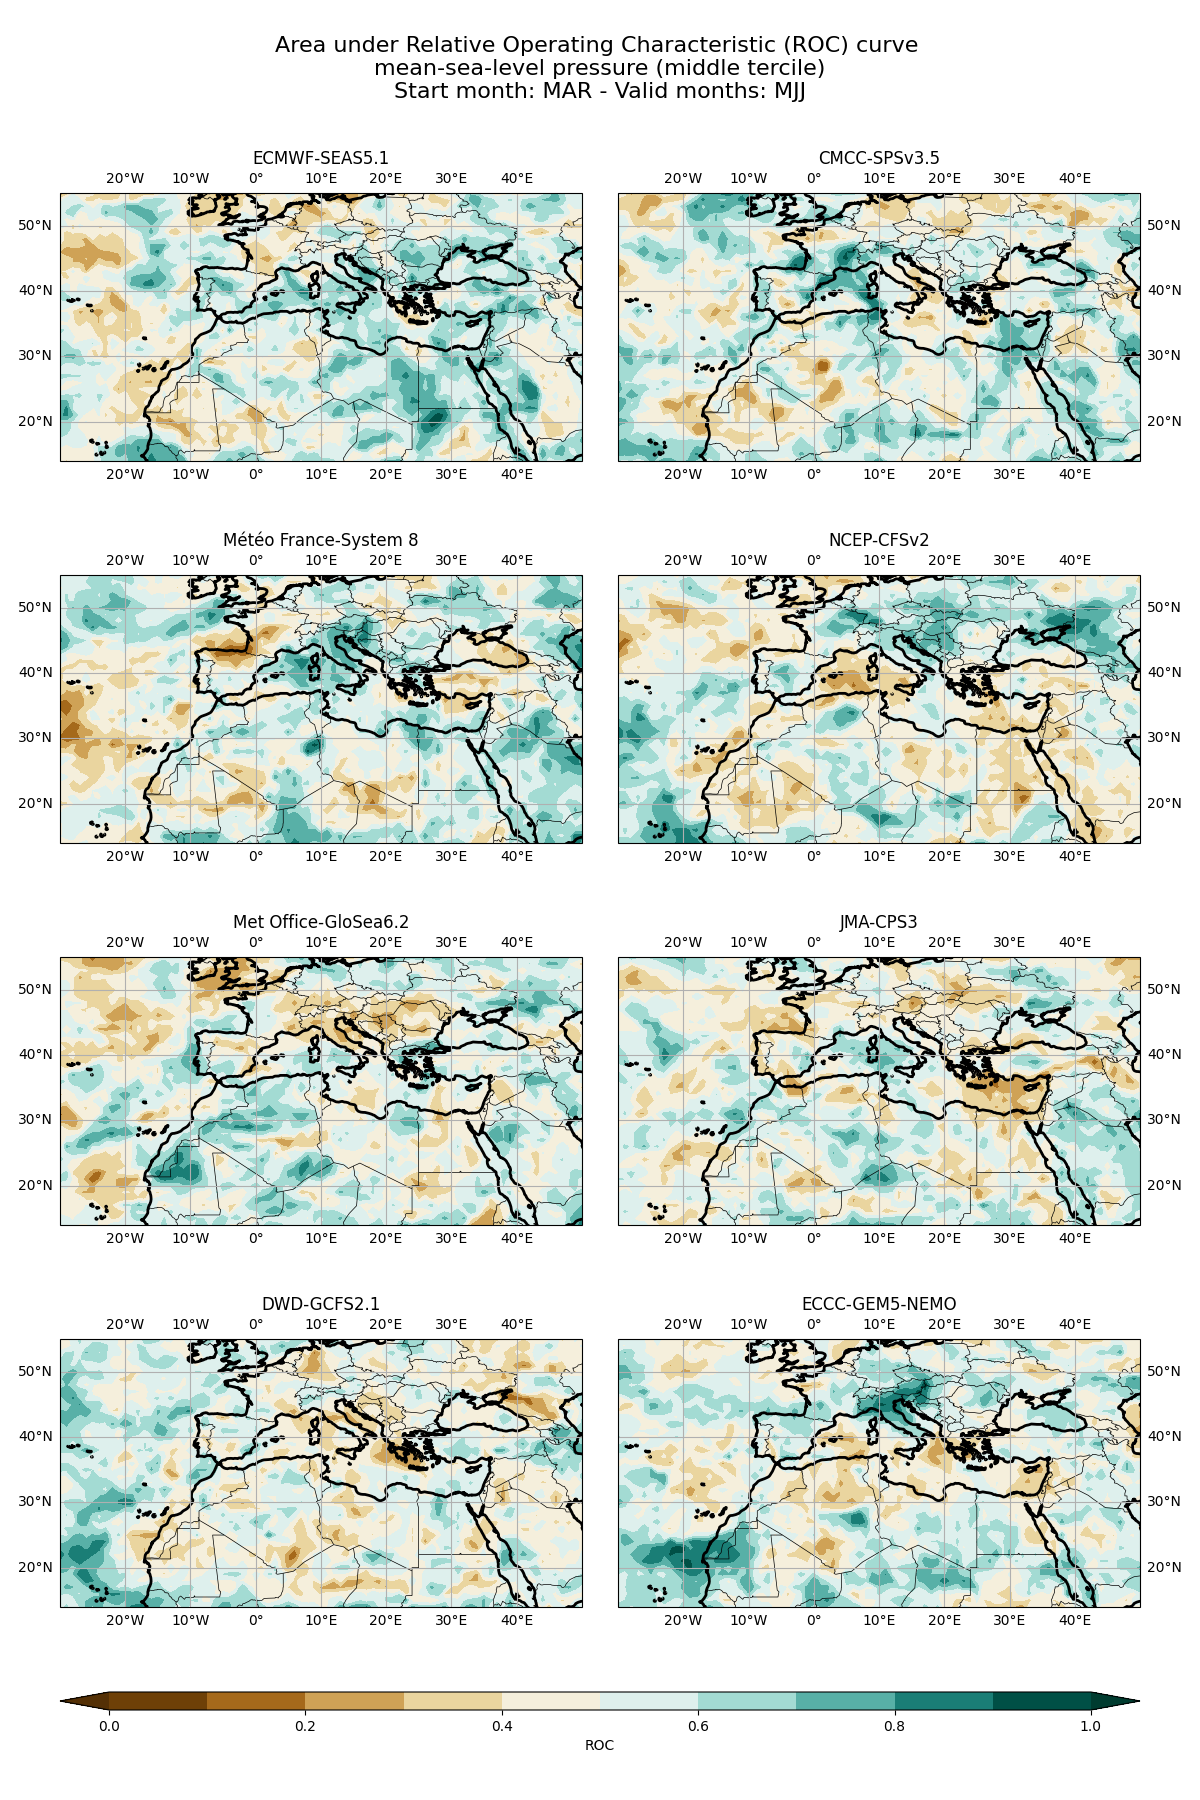 Area under Relative Operating Characteristic (ROC) curve
mean-sea-level pressure (middle tercile)
Start month: MAR - Valid months: MJJ
ECMWF-SEAS5.1
20°W 10°W 0° 10°E 20°E 30°E 40°E
50°N
40°N
30°N
20°N
20°W 10°W 0° 10°E 20°E 30°E 40°E
CMCC-SPSv3.5
20°W 10°W 0° 10°E 20°E 30°E 40°E
50°N
40°N
30°N
20°N
20°W 10°W 0° 10°E 20°E 30°E 40°E
Météo France-System 8
20°W 10°W 0° 10°E 20°E 30°E 40°E
50°N
40°N
30°N
20°N
20°W 10°W 0° 10°E 20°E 30°E 40°E
NCEP-CFSv2
20°W 10°W 0° 10°E 20°E 30°E 40°E
50°N
40°N
30°N
20°N
20°W 10°W 0° 10°E 20°E 30°E 40°E
Met Office-GloSea6.2
20°W 10°W 0° 10°E 20°E 30°E 40°E
50°N
40°N
30°N
20°N
20°W 10°W 0° 10°E 20°E 30°E 40°E
JMA-CPS3
20°W 10°W 0° 10°E 20°E 30°E 40°E
50°N
40°N
30°N
20°N
20°W 10°W 0° 10°E 20°E 30°E 40°E
DWD-GCFS2.1
20°W 10°W 0° 10°E 20°E 30°E 40°E
50°N
40°N
30°N
20°N
20°W 10°W 0° 10°E 20°E 30°E 40°E
ECCC-GEM5-NEMO
20°W 10°W 0° 10°E 20°E 30°E 40°E
50°N
40°N
30°N
20°N
20°W 10°W 0° 10°E 20°E 30°E 40°E
0.0 0.2 0.4 0.6 0.8 1.0
ROC